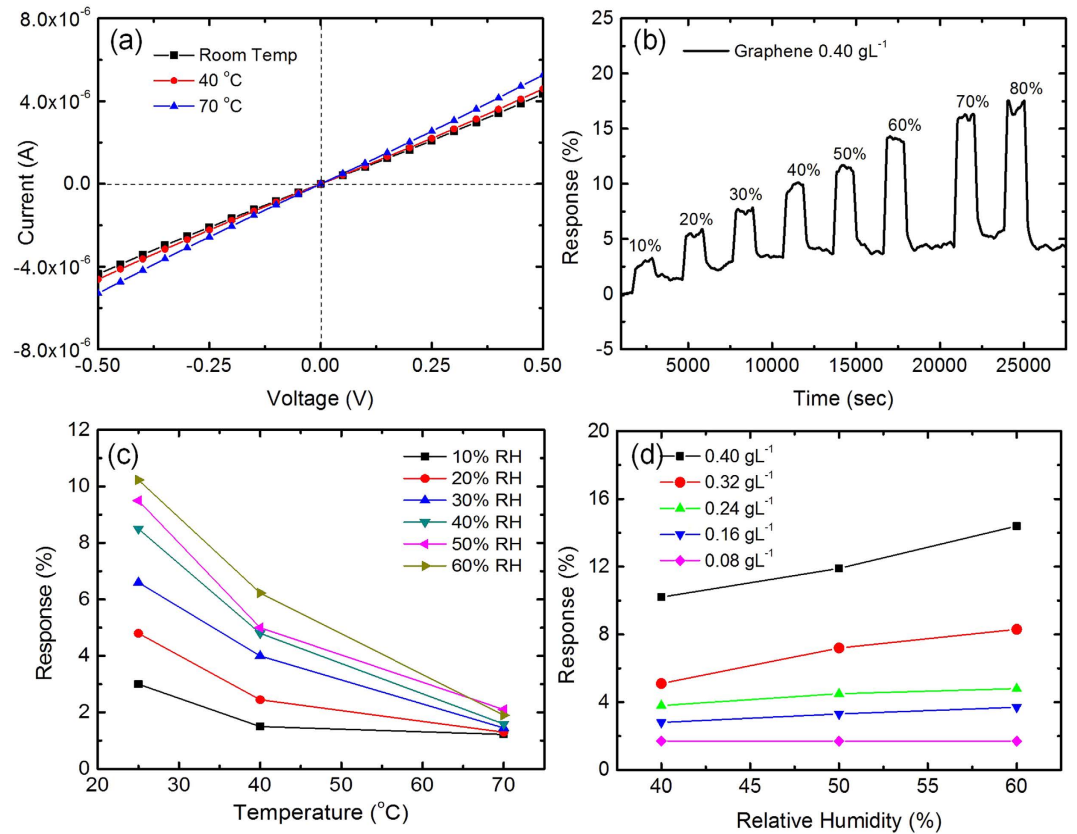 (a)
Room Temp
40 °C
70 °C
8.0x10⁻⁶
4.0x10⁻⁶
0.0
-4.0x10⁻⁶
-8.0x10⁻⁶
Current (A)
-0.50 -0.25 0.00 0.25 0.50
Voltage (V)
(b)
Graphene 0.40 gL⁻¹
25
20
15
10
5
0
-5
Response (%)
10% 20% 30% 40% 50% 60% 70% 80%
5000 10000 15000 20000 25000
Time (sec)
(c)
10% RH
20% RH
30% RH
40% RH
50% RH
60% RH
12
10
8
6
4
2
0
Response (%)
20 30 40 50 60 70 80
Temperature (°C)
(d)
0.40 gL⁻¹
0.32 gL⁻¹
0.24 gL⁻¹
0.16 gL⁻¹
0.08 gL⁻¹
20
16
12
8
4
0
Response (%)
40 45 50 55 60
Relative Humidity (%)